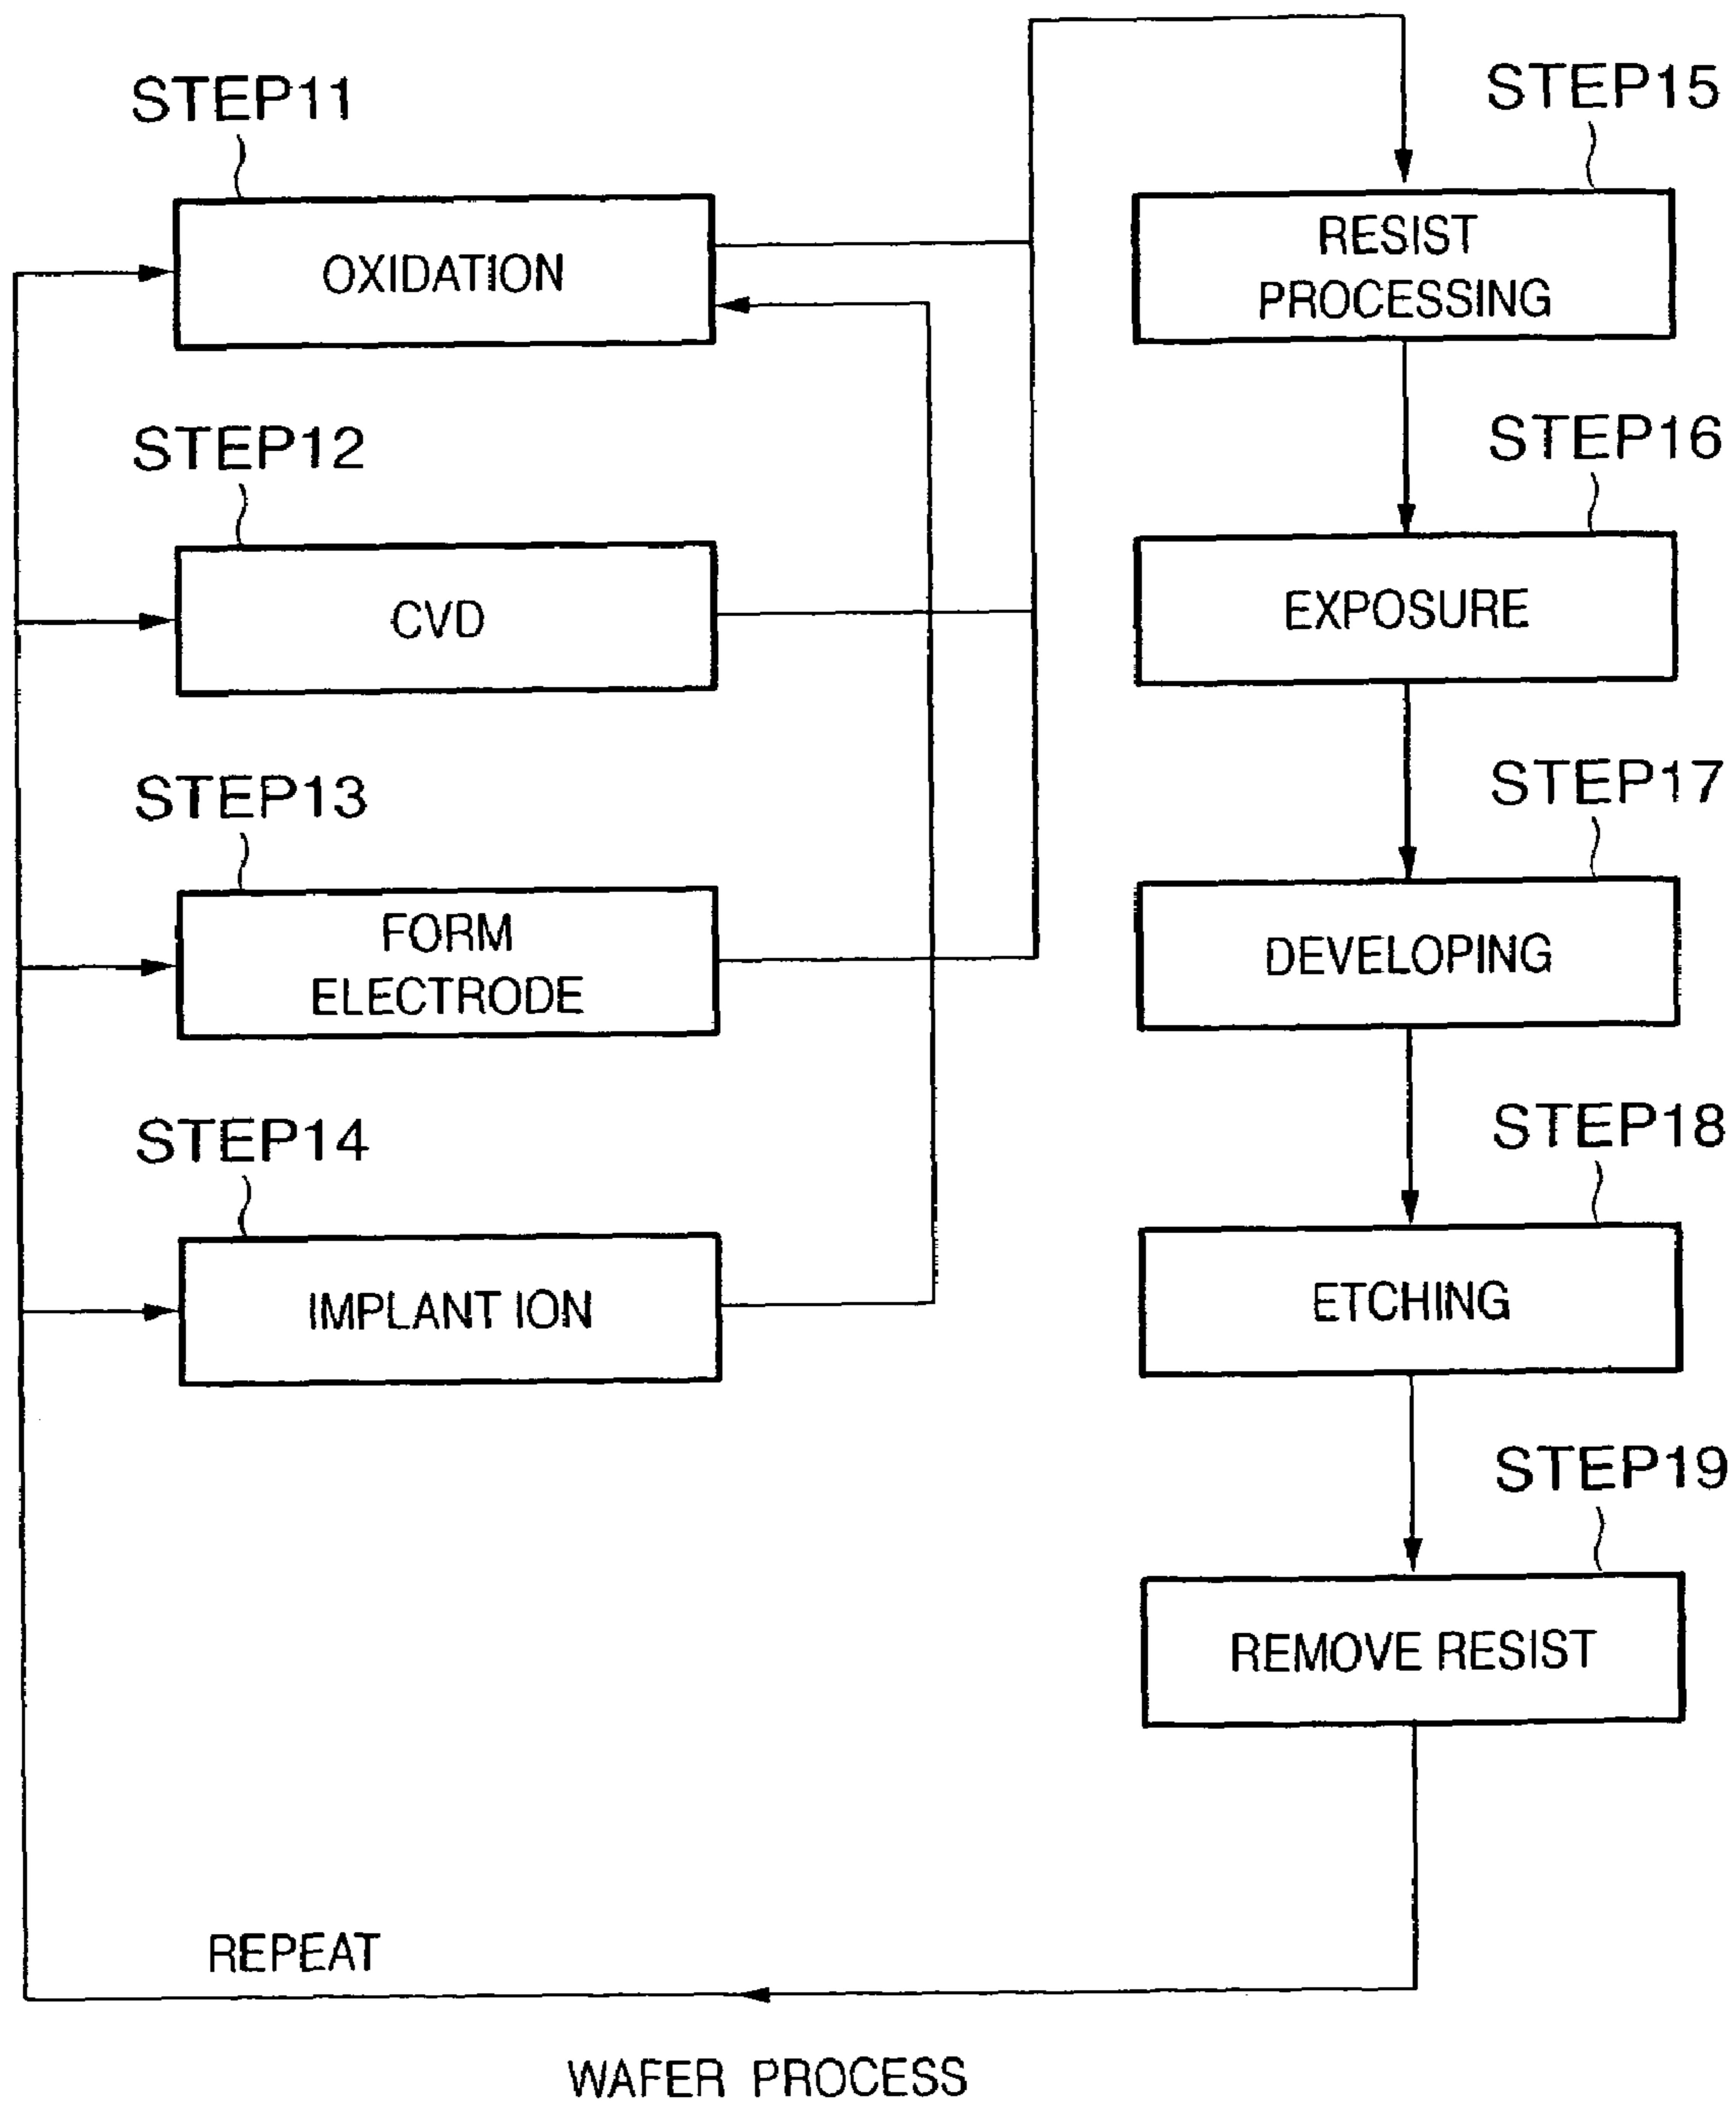 STEP11
OXIDATION
STEP12
CVD
STEP13
FORM
ELECTRODE
STEP14
IMPLANT ION
STEP15
RESIST
PROCESSING
STEP16
EXPOSURE
STEP17
DEVELOPING
STEP18
ETCHING
STEP19
REMOVE RESIST
REPEAT
WAFER PROCESS